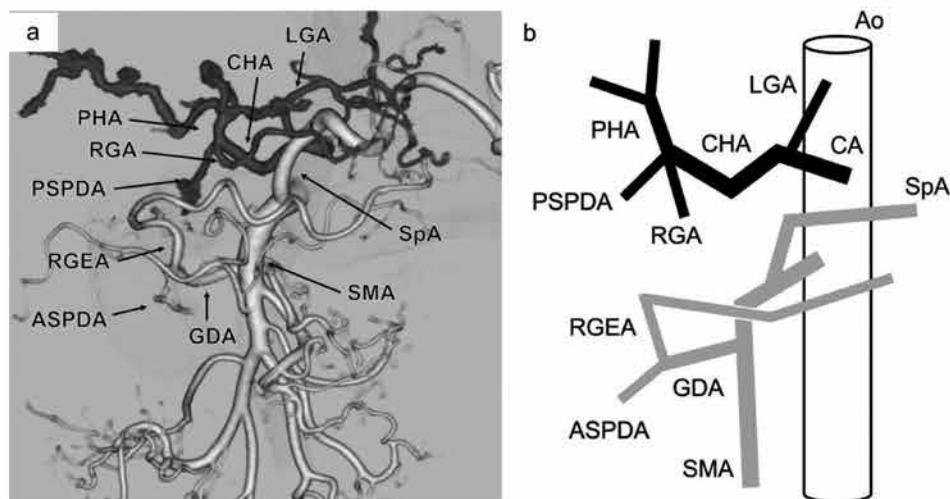 a
LGA
CHA
PHA
RGA
PSPDA
SpA
RGEA
SMA
ASPDA
GDA
b
Ao
LGA
PHA
CHA
CA
PSPDA
SpA
RGA
RGEA
GDA
ASPDA
SMA